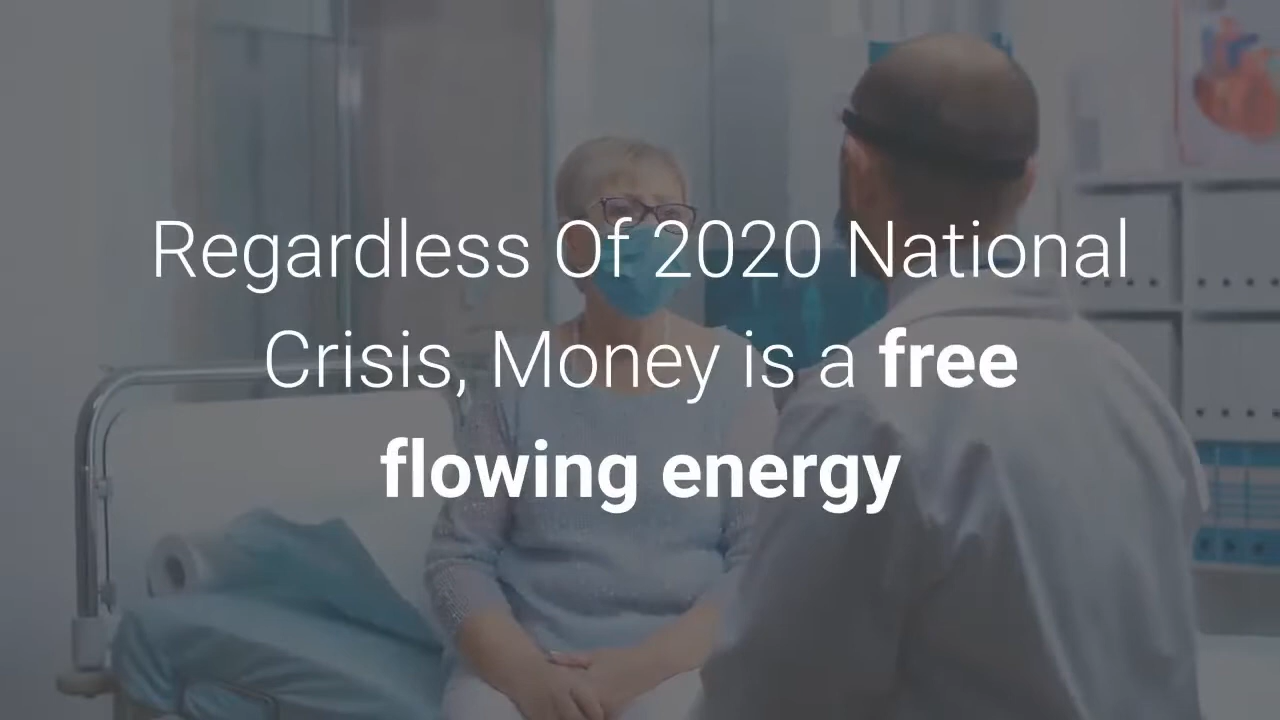 Regardless Of 2020 National
Crisis, Money is a free
flowing energy